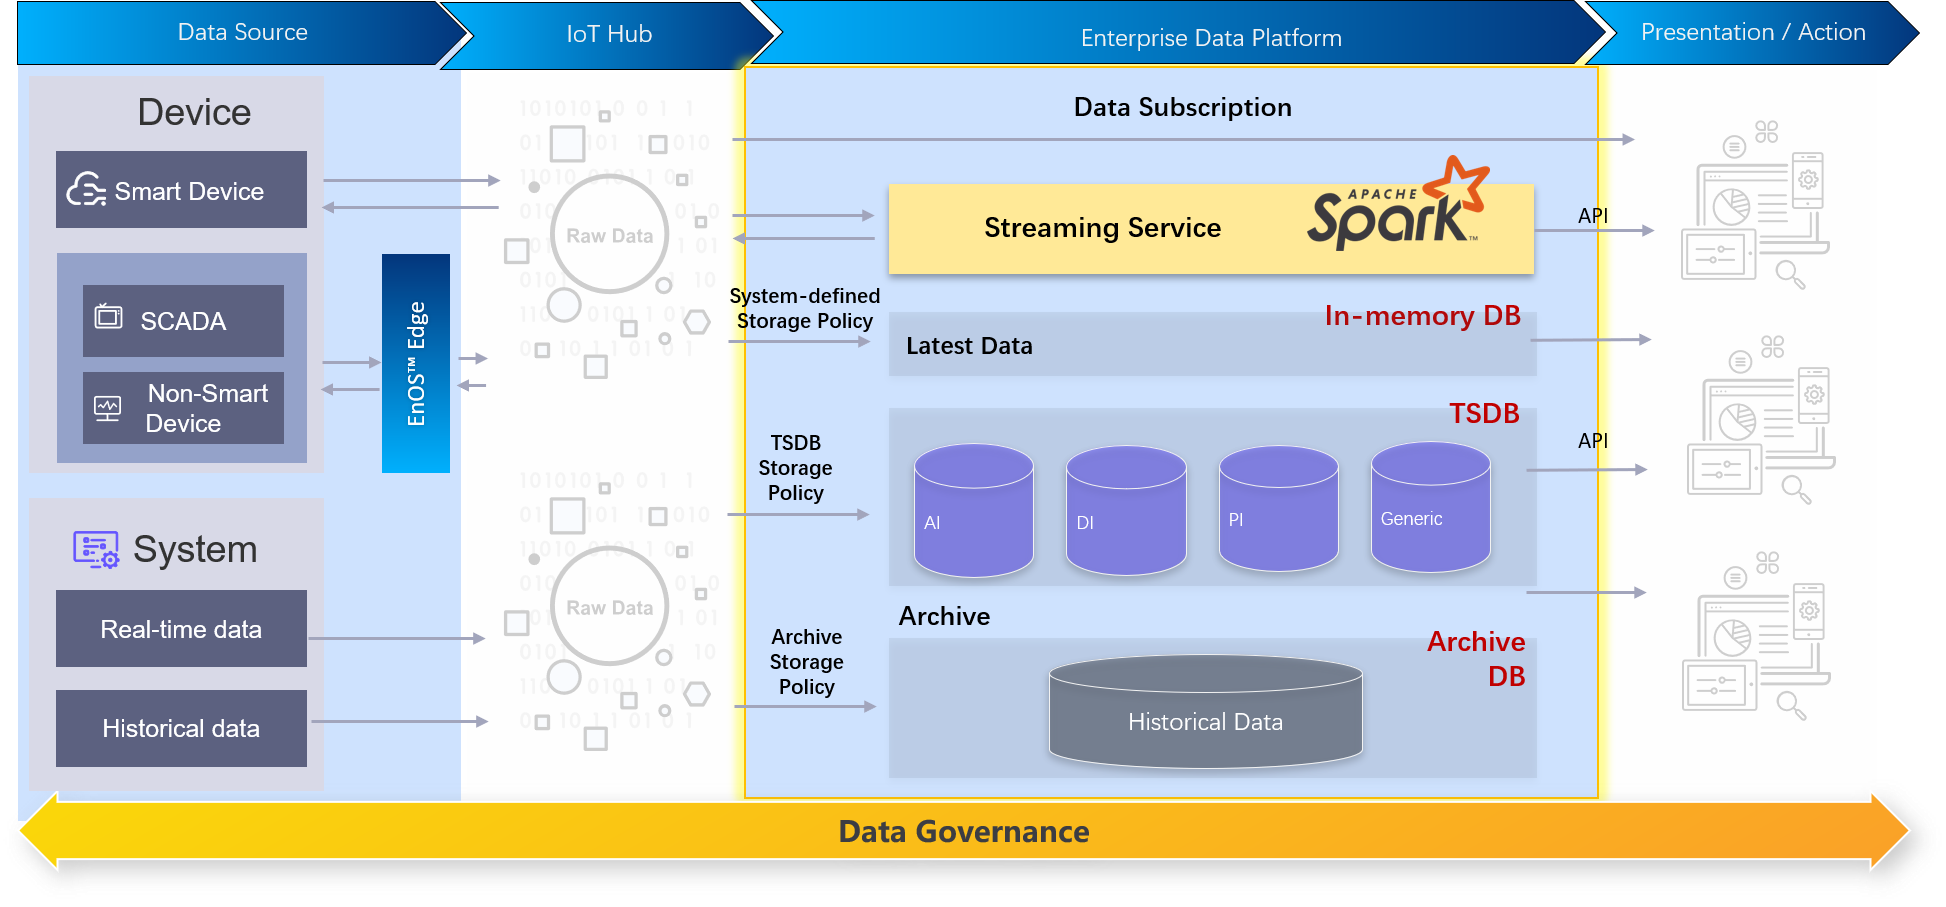 Data Source
IoT Hub
Enterprise Data Platform
Presentation / Action
Device
Smart Device
SCADA
Non-Smart
Device
EnOS™ Edge
System
Real-time data
Historical data
Raw Data
Raw Data
Data Subscription
Streaming Service
APACHE
Spark™
API
System-defined
Storage Policy
In-memory DB
Latest Data
TSDB
Storage
Policy
TSDB
AI
DI
PI
Generic
API
Archive
Archive
Storage
Policy
Archive
DB
Historical Data
Data Governance